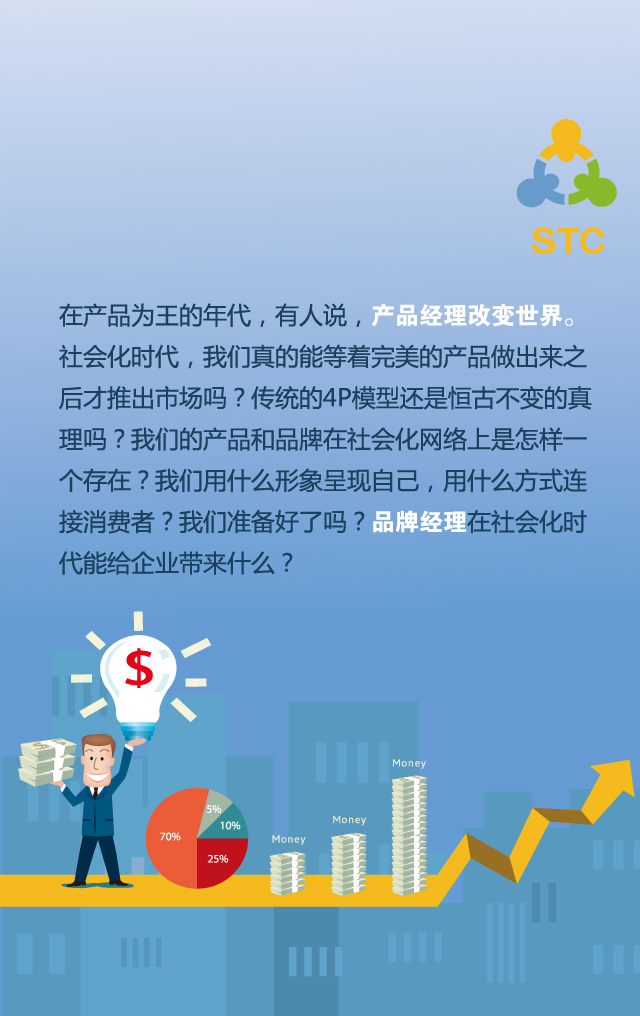 STC
在产品为王的年代，有人说，产品经理改变世界。
社会化时代，我们真的能等着完美的产品做出来之
后才推出市场吗？传统的4P模型还是恒古不变的真
理吗？我们的产品和品牌在社会化网络上是怎样一
个存在？我们用什么形象呈现自己，用什么方式连
接消费者？我们准备好了吗？品牌经理在社会化时
代能给企业带来什么？
$
Money
Money
Money
5%
10%
70%
25%